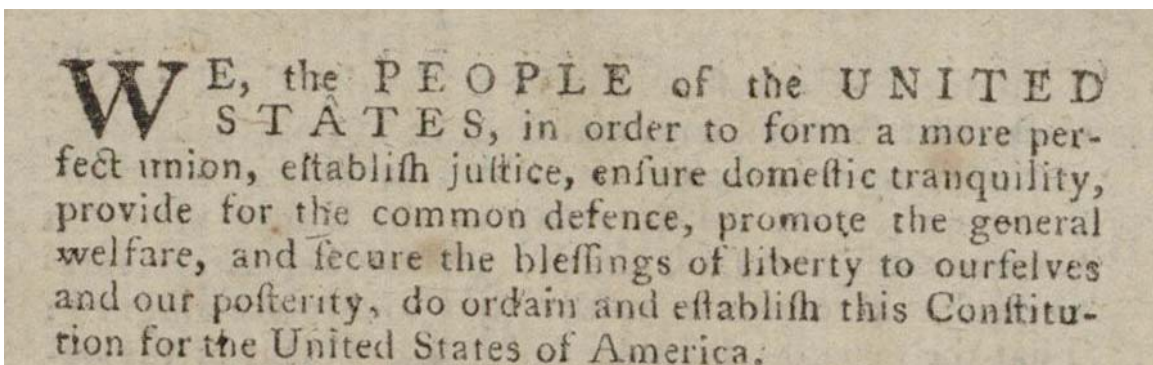 WE, the PEOPLE of the UNITED
STATES, in order to form a more per-
fect union, eſtabliſh juſtice, enſure domeſtic tranquility,
provide for the common defence, promote the general
welfare, and ſecure the bleſſings of liberty to ourſelves
and our poſterity, do ordain and eſtabliſh this Conſtitu-
tion for the United States of America.